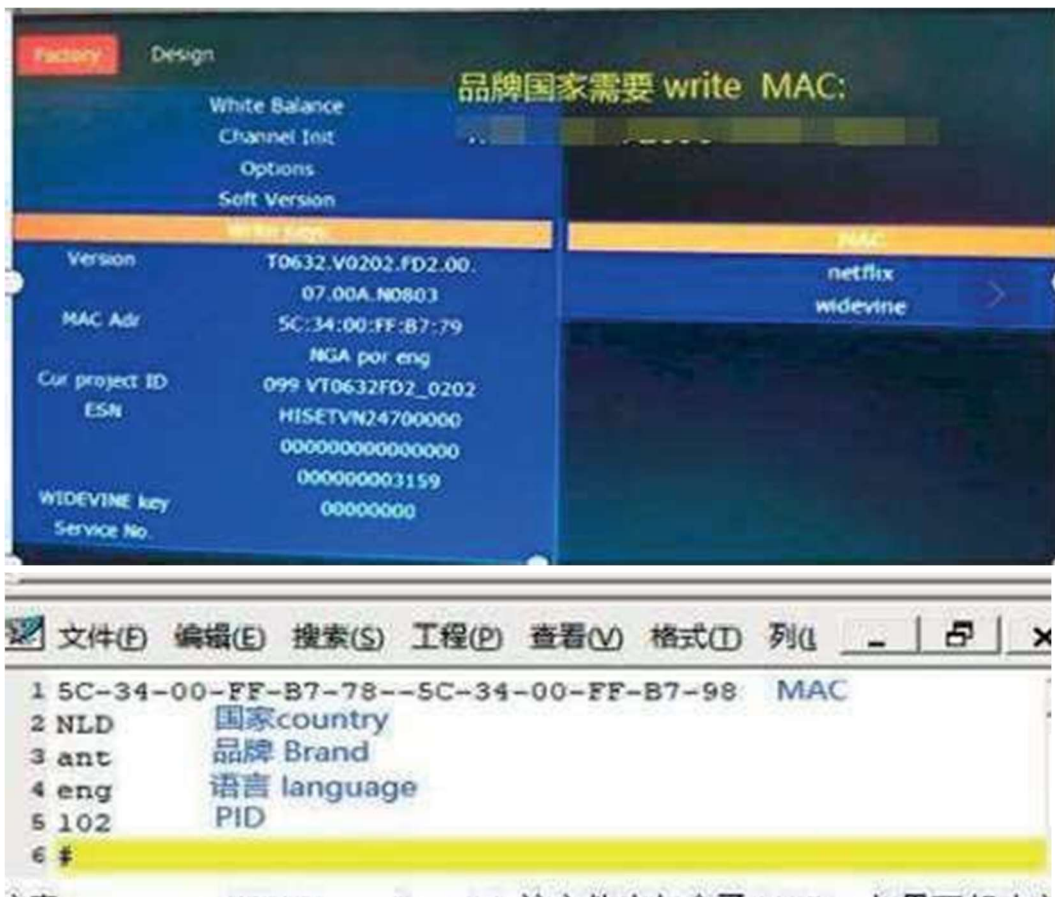 Factory Design
品牌国家需要 write MAC:
White Balance
Channel Init
Options
Soft Version
Write Keys MAC
Version T0632.V0202.FD2.00.
07.00A.N0803
netflix
widevine
MAC Adr 5C:34:00:FF:B7:79
NGA por eng
Cur project ID 099 VT0632FD2_0202
ESN HISETVN24700000
0000000000000000
000000003159
WIDEVINE key 00000000
Service No.
文件(F) 编辑(E) 搜索(S) 工程(P) 查看(V) 格式(T) 列(L
1 5C-34-00-FF-B7-78--5C-34-00-FF-B7-98 MAC
2 NLD 国家country
3 ant 品牌 Brand
4 eng 语言 language
5 102 PID
6 #